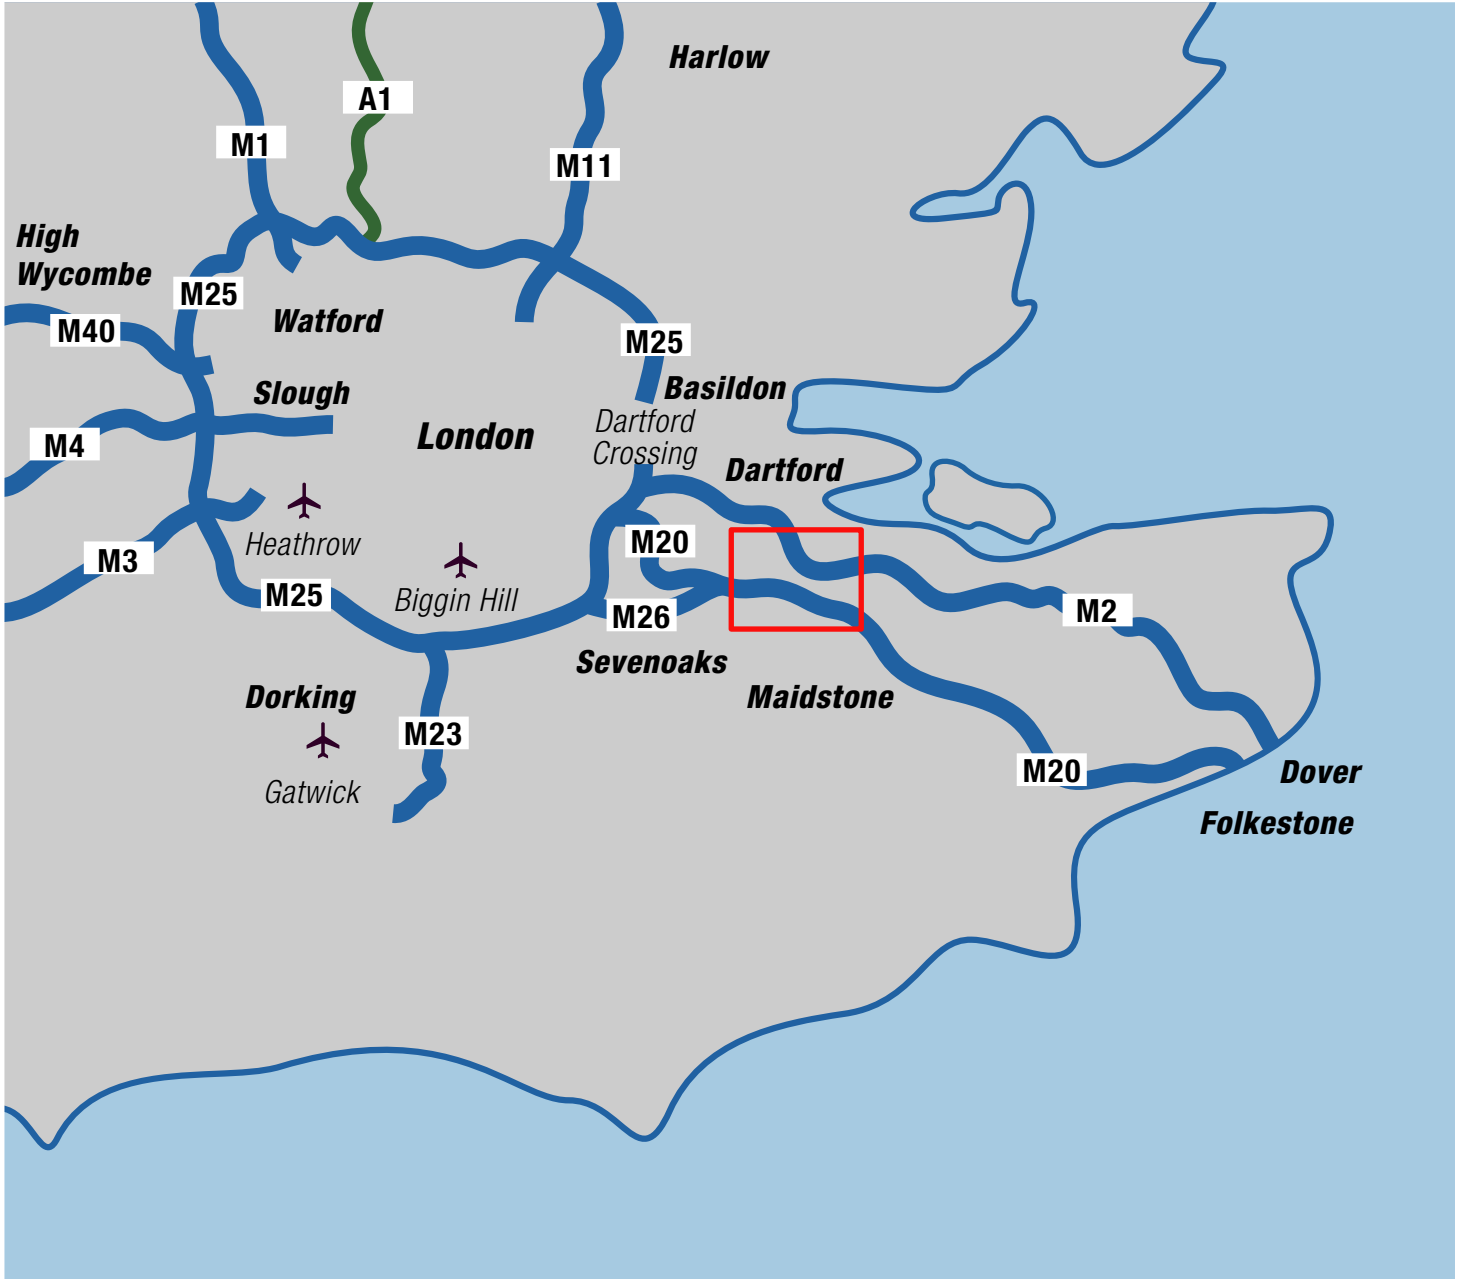 Harlow
A1
M1
M11
High
Wycombe
M25
Watford
M40
M25
Basildon
Slough
Dartford
Crossing
London
M4
Dartford
Heathrow
M20
M3
Biggin Hill
M25
M26
M2
Sevenoaks
Dorking
Maidstone
M23
Gatwick
M20
Dover
Folkestone